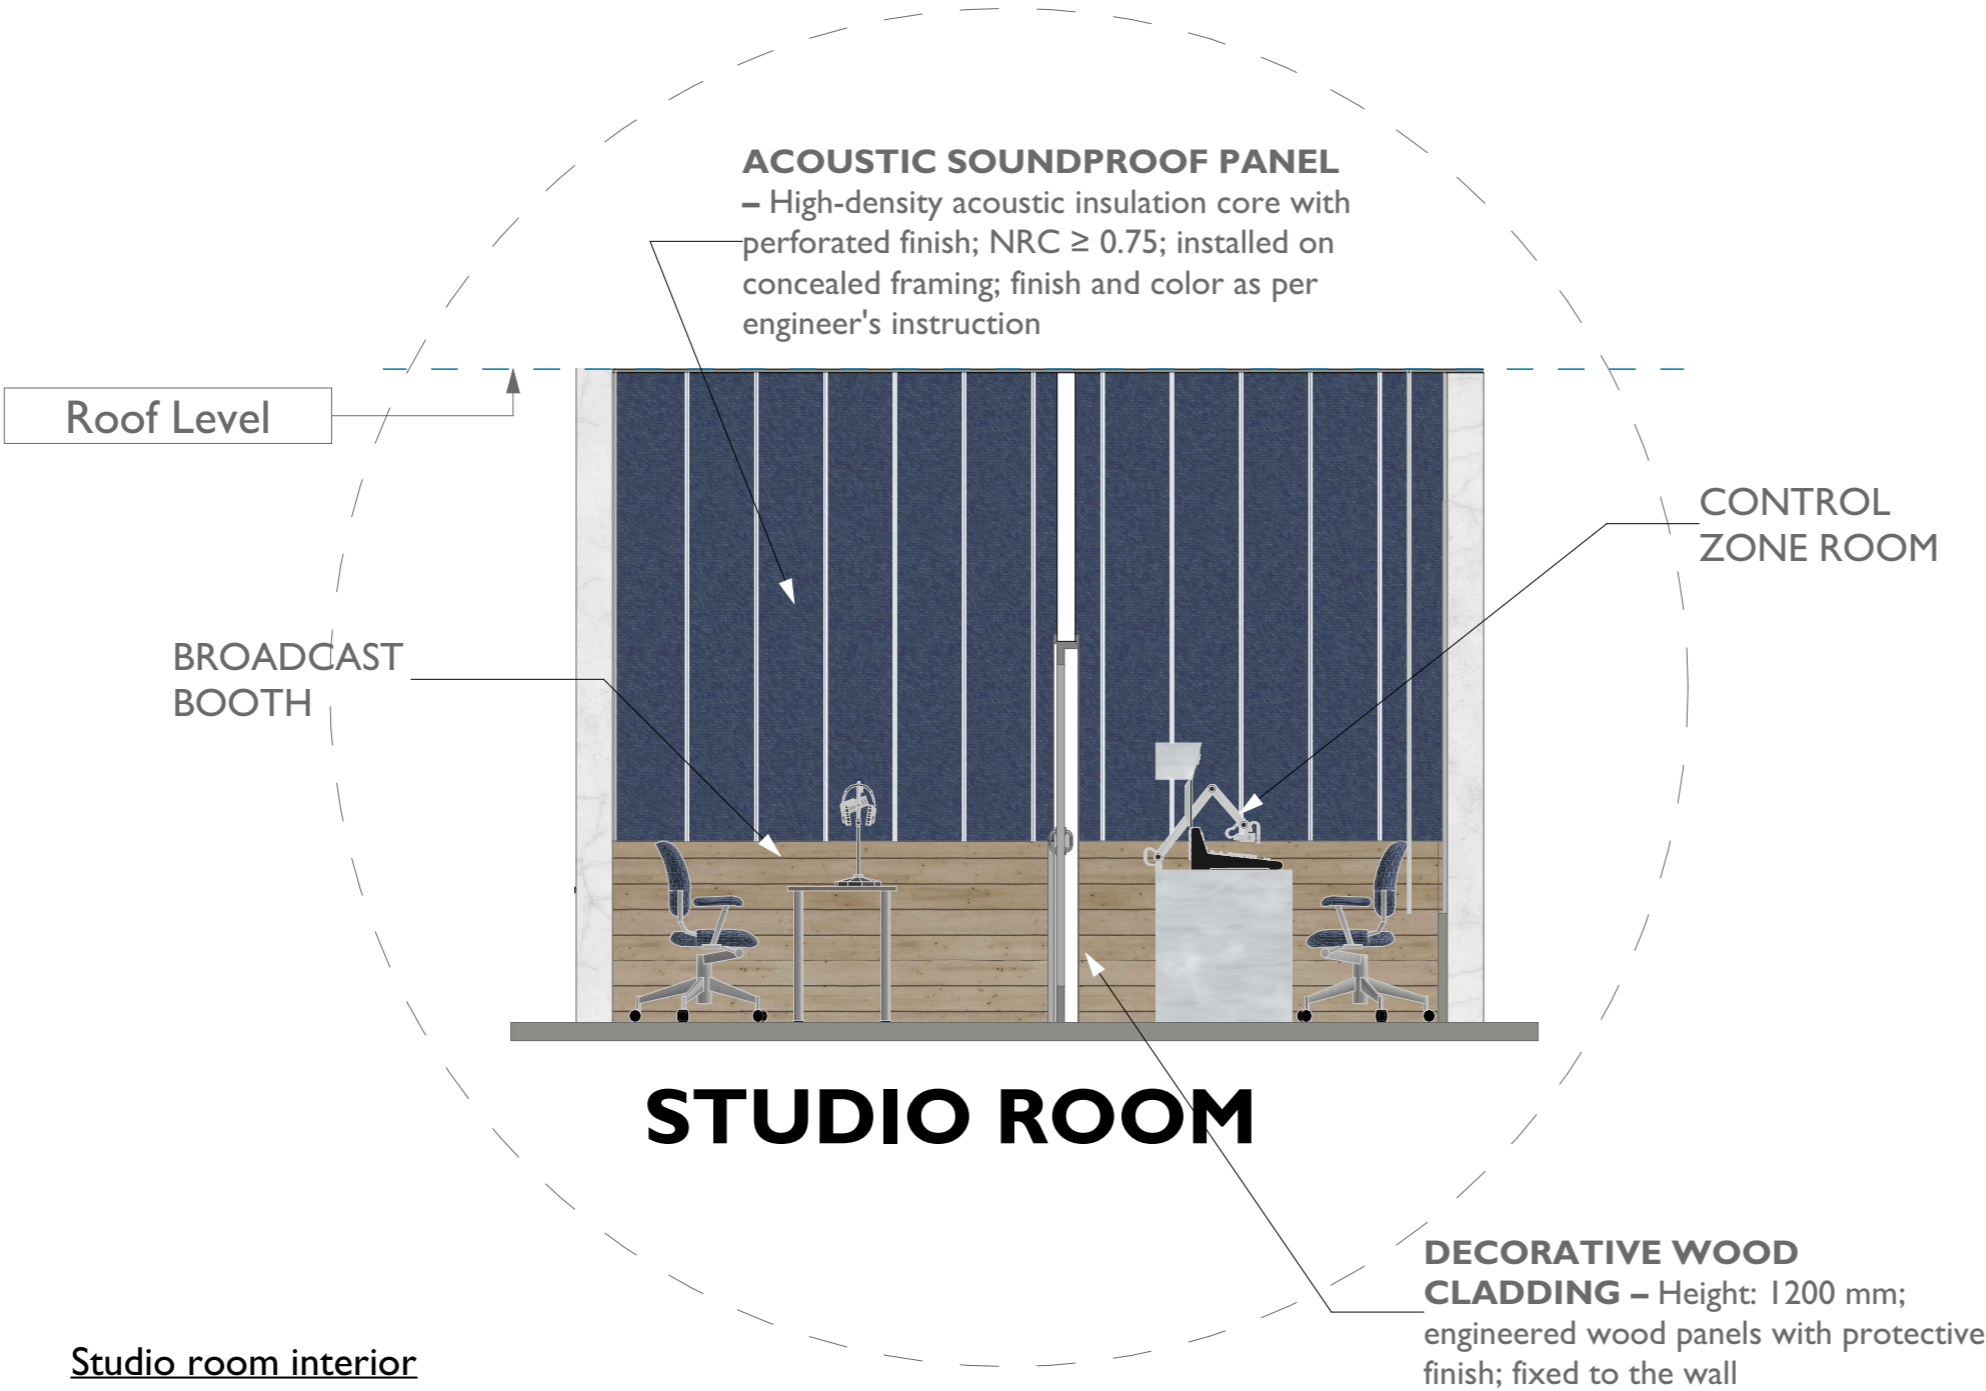 ACOUSTIC SOUNDPROOF PANEL
– High-density acoustic insulation core with
perforated finish; NRC ≥ 0.75; installed on
concealed framing; finish and color as per
engineer's instruction
Roof Level
CONTROL
ZONE ROOM
BROADCAST
BOOTH
STUDIO ROOM
DECORATIVE WOOD
CLADDING – Height: 1200 mm;
engineered wood panels with protective
finish; fixed to the wall
Studio room interior